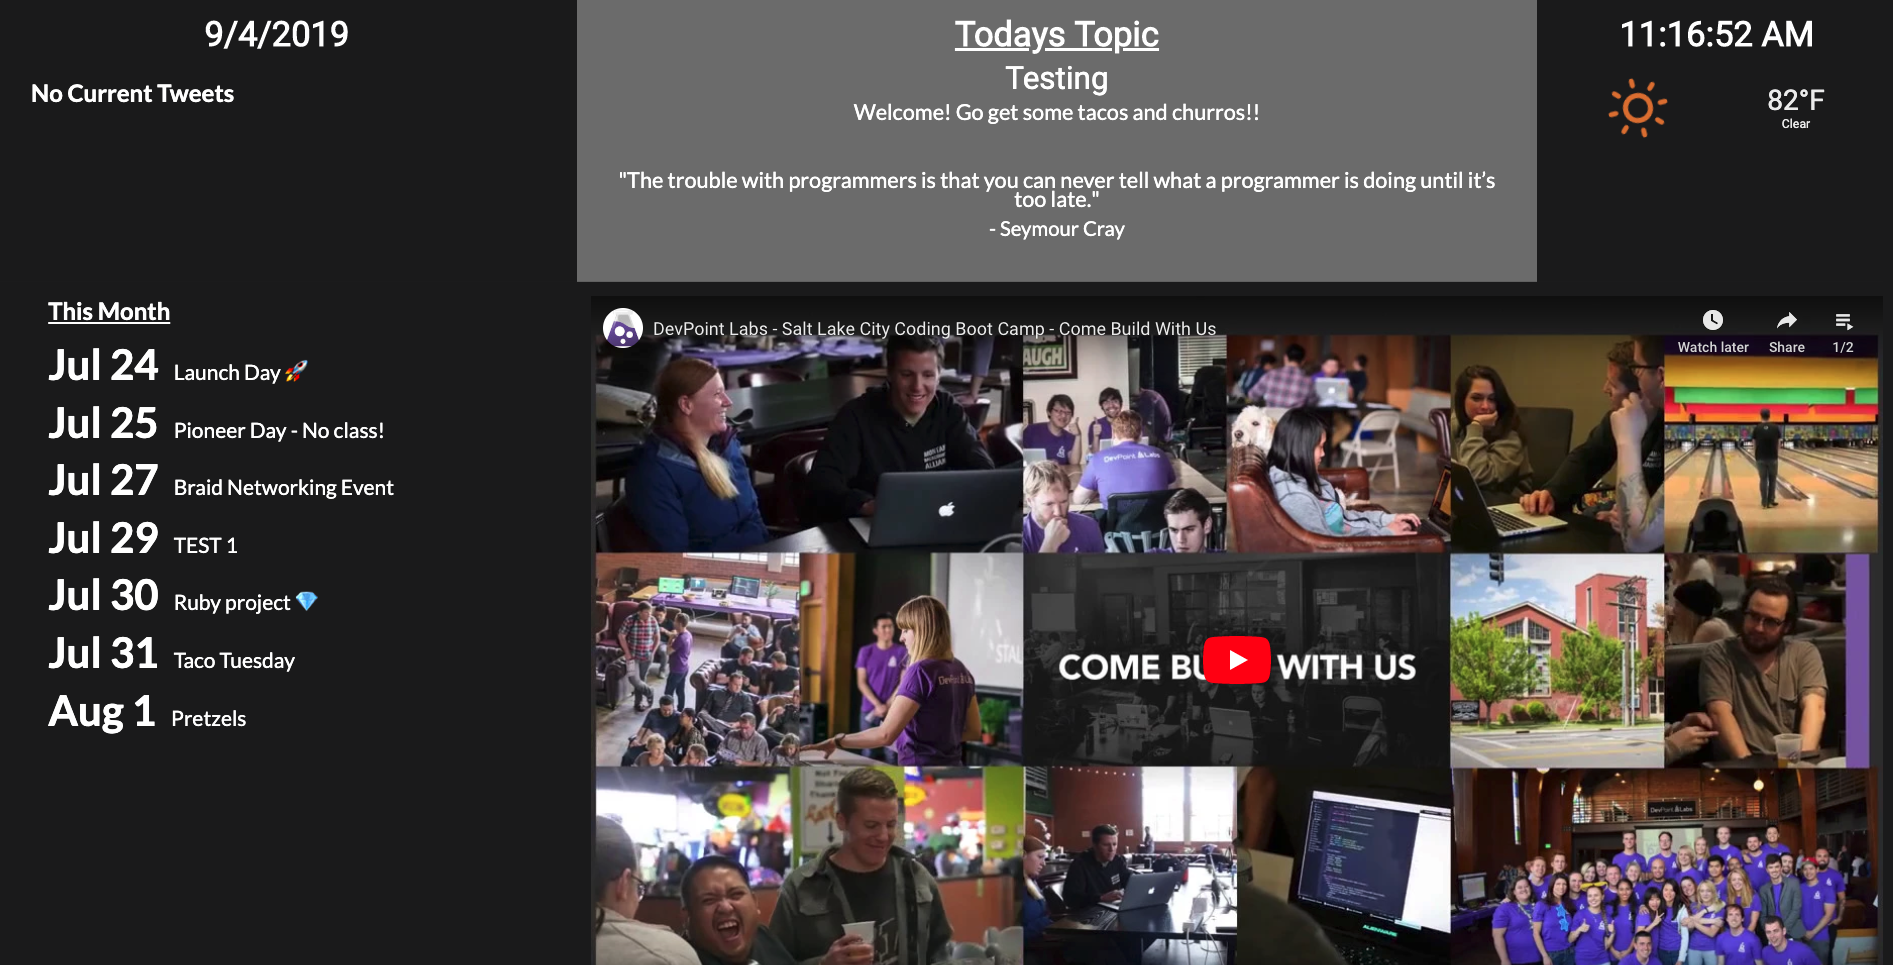 9/4/2019
No Current Tweets
Todays Topic
Testing
Welcome! Go get some tacos and churros!!
"The trouble with programmers is that you can never tell what a programmer is doing until it’s
too late."
- Seymour Cray
11:16:52 AM
82°F
Clear
This Month
Jul 24 Launch Day 🚀
Jul 25 Pioneer Day - No class!
Jul 27 Braid Networking Event
Jul 29 TEST 1
Jul 30 Ruby project 💎
Jul 31 Taco Tuesday
Aug 1 Pretzels
DevPoint Labs - Salt Lake City Coding Boot Camp - Come Build With Us
Watch later
Share
1/2
DevPoint Labs
COME BU WITH US
DevPoint Labs
ALIENWARE